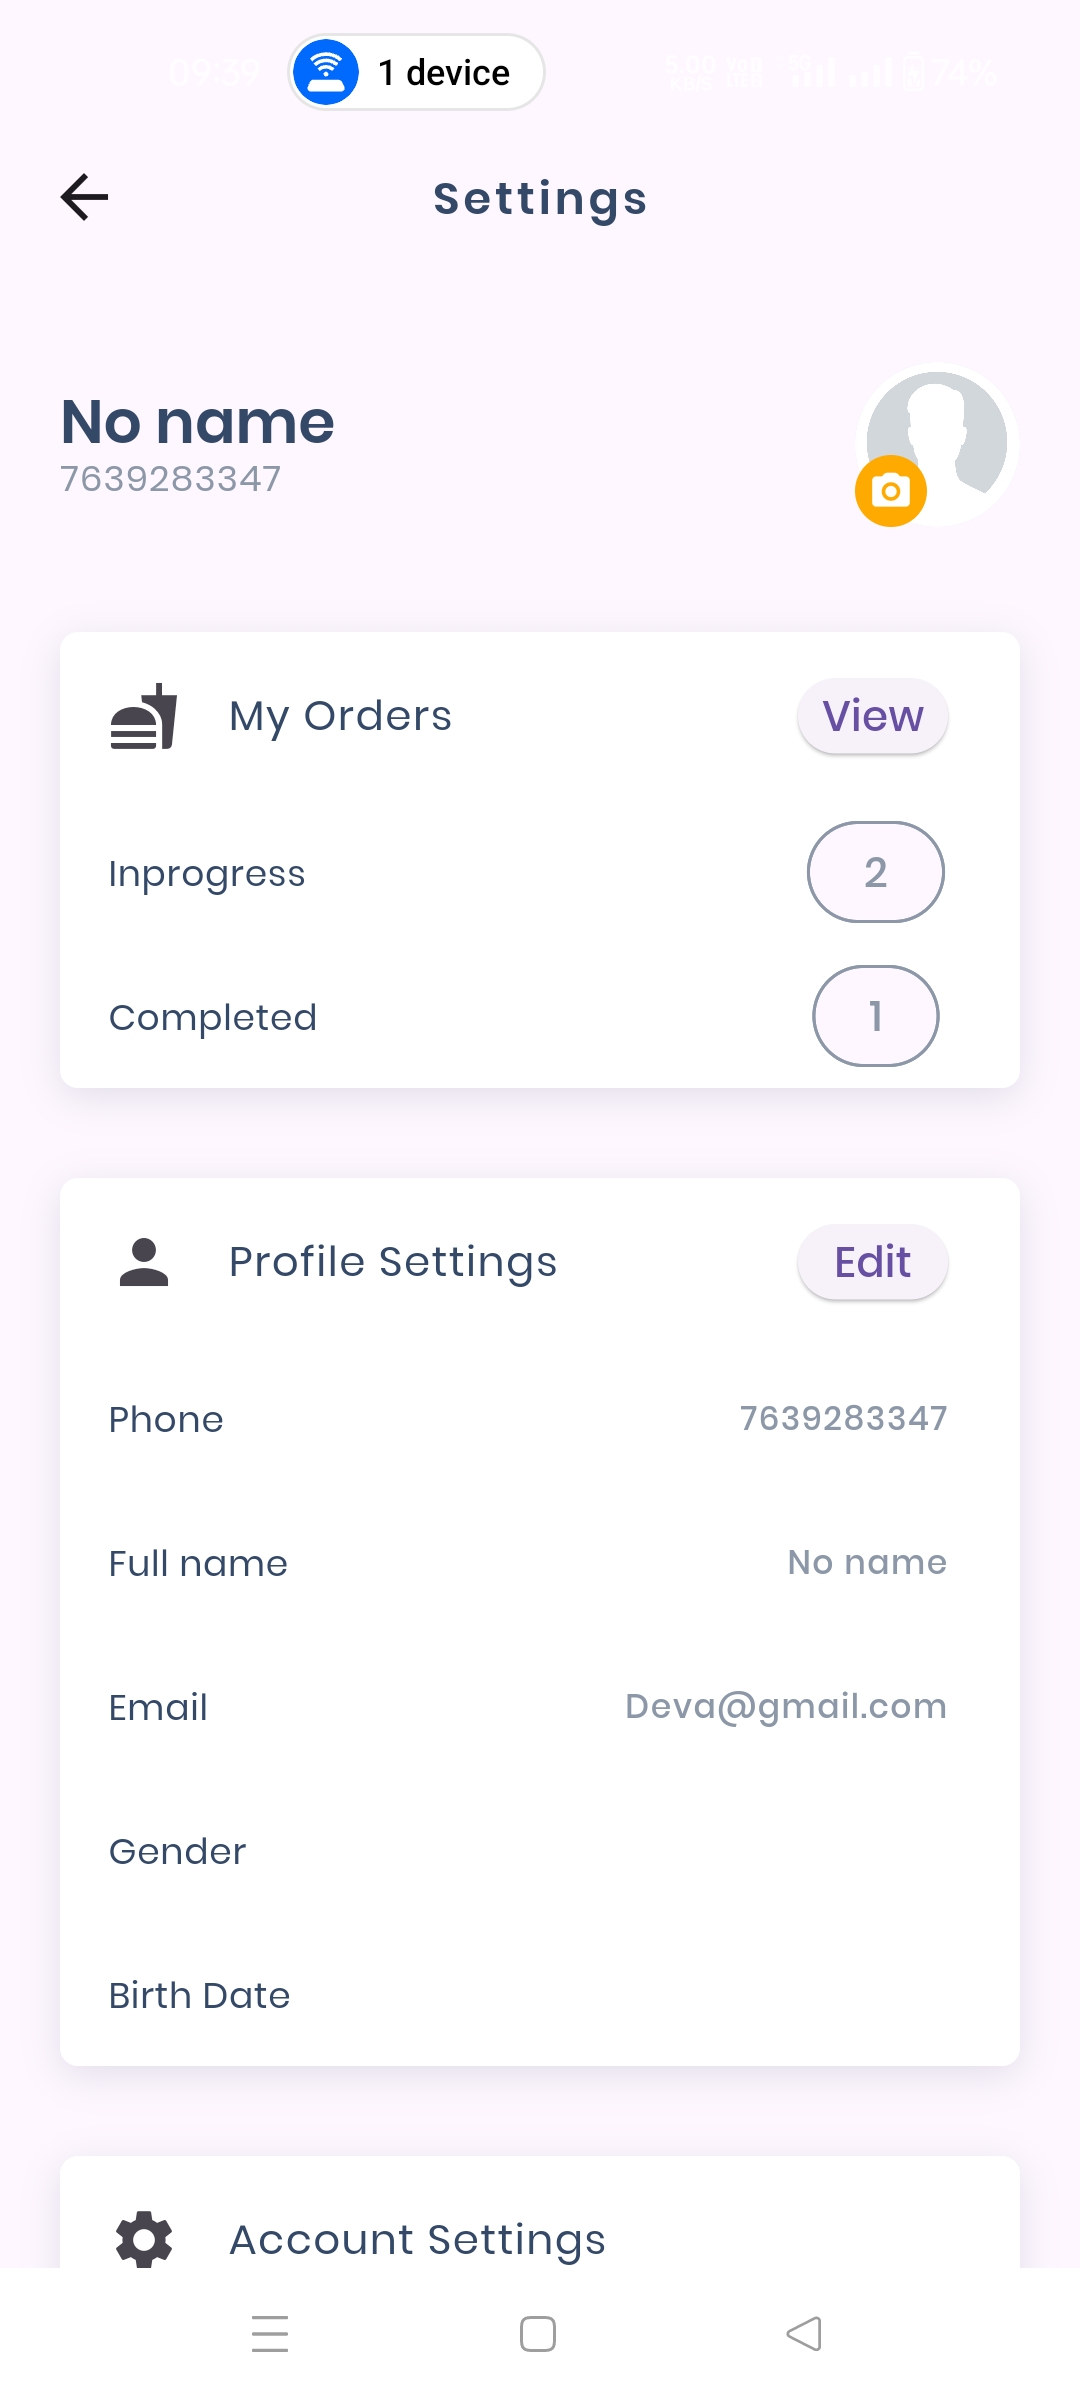 09:39
1 device
74%
Settings
No name
7639283347
My Orders
View
Inprogress
2
Completed
1
Profile Settings
Edit
Phone
7639283347
Full name
No name
Email
Deva@gmail.com
Gender
Birth Date
Account Settings